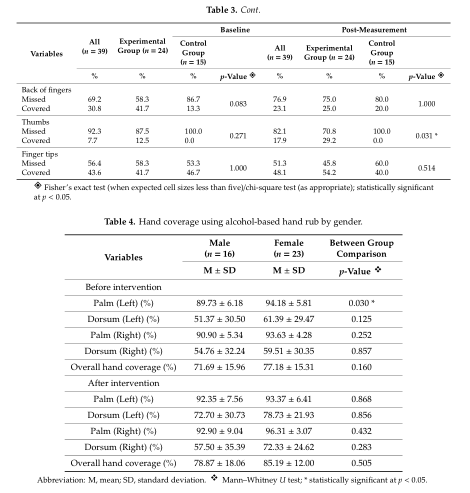 Table 3. Cont.
Baseline Post-Measurement
Variables All (n = 39) Experimental Group (n = 24) Control Group (n = 15) All (n = 39) Experimental Group (n = 24) Control Group (n = 15)
% % % p-Value ◈ % % % p-Value ◈
Back of fingers
Missed 69.2 58.3 86.7 0.083 76.9 75.0 80.0 1.000
Covered 30.8 41.7 13.3 23.1 25.0 20.0
Thumbs
Missed 92.3 87.5 100.0 0.271 82.1 70.8 100.0 0.031 *
Covered 7.7 12.5 0.0 17.9 29.2 0.0
Finger tips
Missed 56.4 58.3 53.3 1.000 51.3 45.8 60.0 0.514
Covered 43.6 41.7 46.7 48.1 54.2 40.0
◈ Fisher's exact test (when expected cell sizes less than five)/chi-square test (as appropriate); statistically significant
at p < 0.05.
Table 4. Hand coverage using alcohol-based hand rub by gender.
Variables Male (n = 16) Female (n = 23) Between Group Comparison
M ± SD M ± SD p-Value ❖
Before intervention
Palm (Left) (%) 89.73 ± 6.18 94.18 ± 5.81 0.030 *
Dorsum (Left) (%) 51.37 ± 30.50 61.39 ± 29.47 0.125
Palm (Right) (%) 90.90 ± 5.34 93.63 ± 4.28 0.252
Dorsum (Right) (%) 54.76 ± 32.24 59.51 ± 30.35 0.857
Overall hand coverage (%) 71.69 ± 15.96 77.18 ± 15.31 0.160
After intervention
Palm (Left) (%) 92.35 ± 7.56 93.37 ± 6.41 0.868
Dorsum (Left) (%) 72.70 ± 30.73 78.73 ± 21.93 0.856
Palm (Right) (%) 92.90 ± 9.04 96.31 ± 3.07 0.432
Dorsum (Right) (%) 57.50 ± 35.39 72.33 ± 24.62 0.283
Overall hand coverage (%) 78.87 ± 18.06 85.19 ± 12.00 0.505
Abbreviation: M, mean; SD, standard deviation. ❖ Mann–Whitney U test; * statistically significant at p < 0.05.